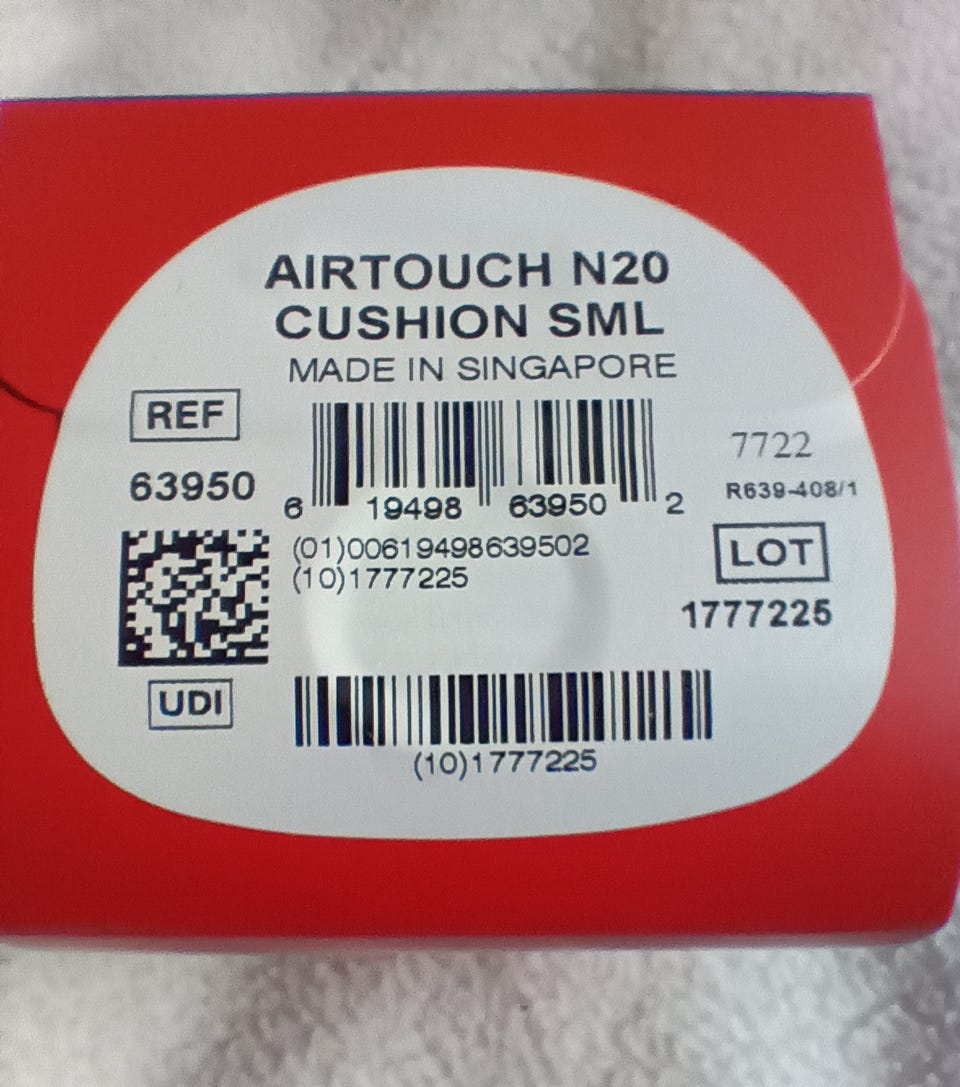 AIRTOUCH N20
CUSHION SML
MADE IN SINGAPORE
REF
63950
6 19498 63950 2
7722
R639-408/1
(01)00619498639502
(10)1777225
LOT
1777225
UDI
(10)1777225